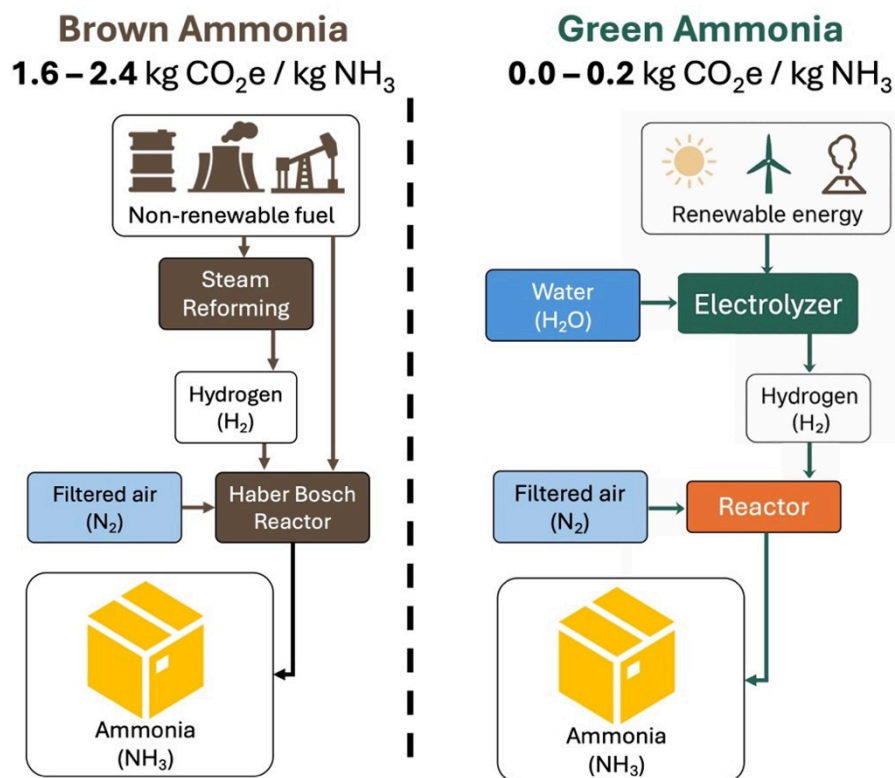 Brown Ammonia
1.6 – 2.4 kg CO₂e / kg NH₃
Non-renewable fuel
Steam
Reforming
Hydrogen
(H₂)
Filtered air
(N₂)
Haber Bosch
Reactor
Ammonia
(NH₃)
Green Ammonia
0.0 – 0.2 kg CO₂e / kg NH₃
Renewable energy
Water
(H₂O)
Electrolyzer
Hydrogen
(H₂)
Filtered air
(N₂)
Reactor
Ammonia
(NH₃)